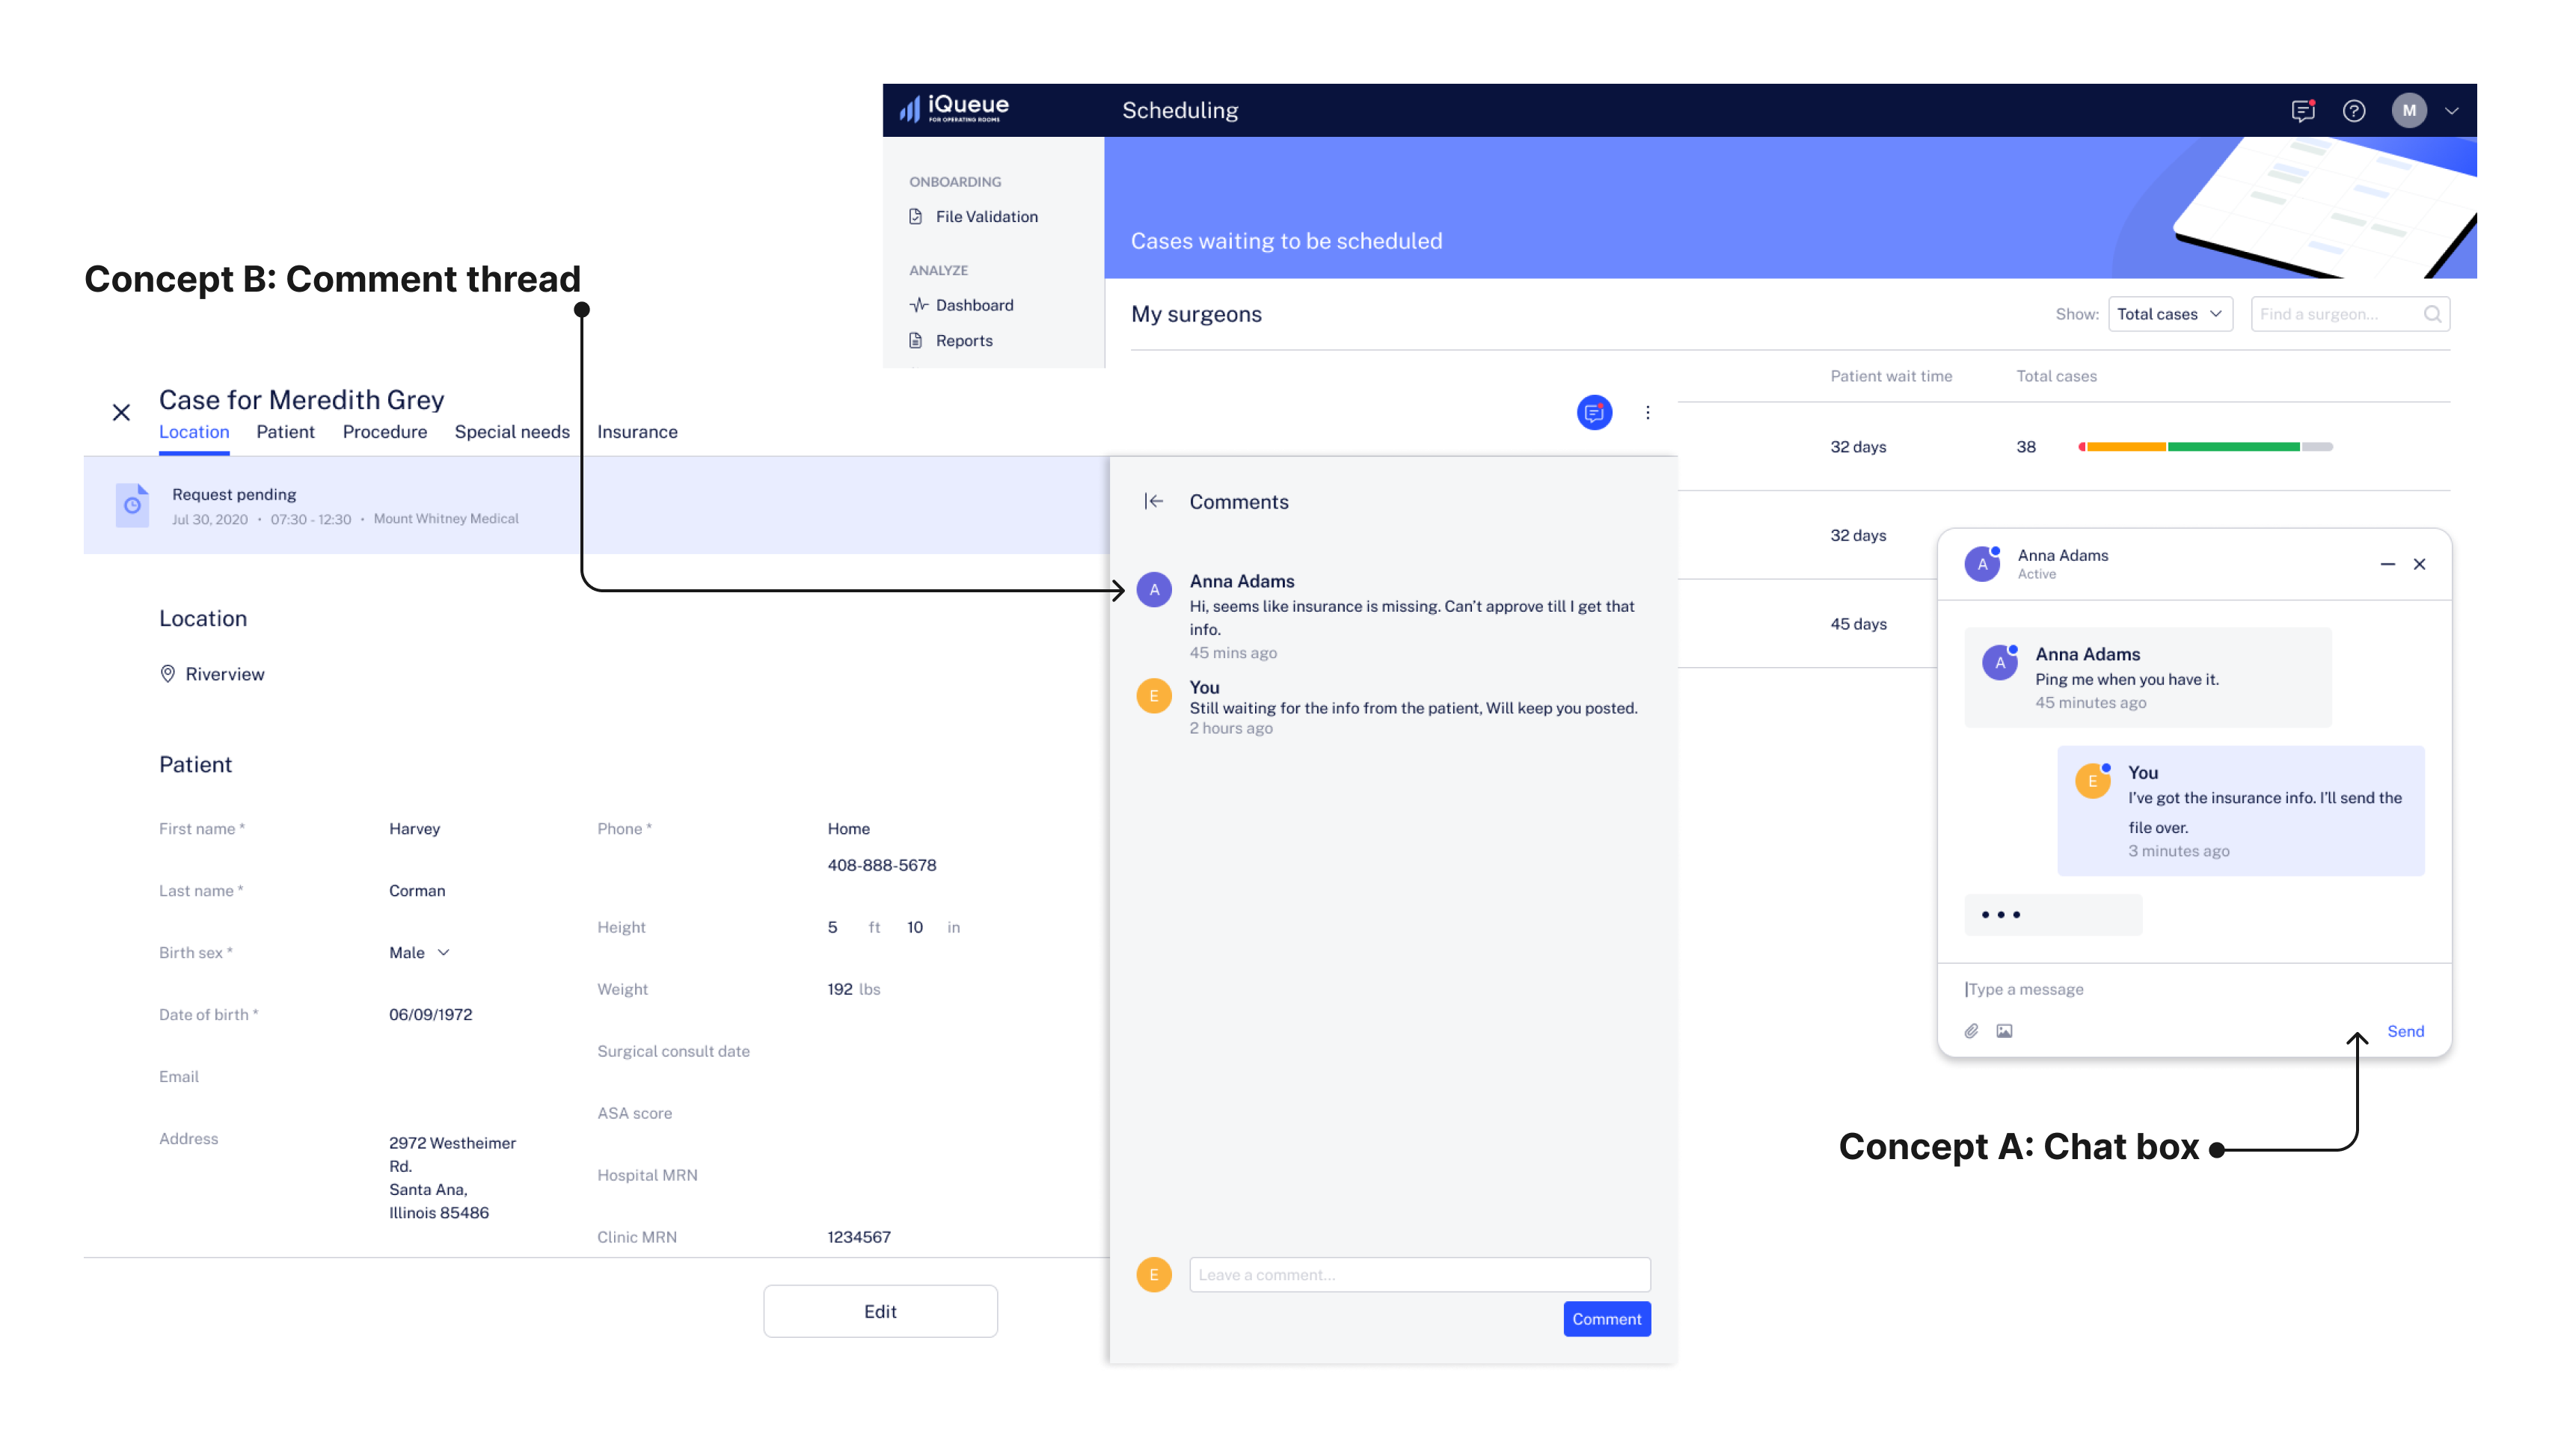 iQueue
FOR OPERATING ROOMS
Scheduling
M
ONBOARDING
File Validation
ANALYZE
Dashboard
Reports
Cases waiting to be scheduled
My surgeons
Show:
Total cases
Find a surgeon...
Patient wait time
Total cases
32 days
38
32 days
45 days
Concept B: Comment thread
Case for Meredith Grey
Location
Patient
Procedure
Special needs
Insurance
Request pending
Jul 30, 2020 • 07:30 - 12:30 • Mount Whitney Medical
Location
Riverview
Patient
First name *
Harvey
Last name *
Corman
Birth sex *
Male
Date of birth *
06/09/1972
Email
Address
2972 Westheimer
Rd.
Santa Ana,
Illinois 85486
Phone *
Home
408-888-5678
Height
5 ft 10 in
Weight
192 lbs
Surgical consult date
ASA score
Hospital MRN
Clinic MRN
1234567
Edit
Comments
A
Anna Adams
Hi, seems like insurance is missing. Can’t approve till I get that
info.
45 mins ago
E
You
Still waiting for the info from the patient, Will keep you posted.
2 hours ago
E
Leave a comment...
Comment
A
Anna Adams
Active
A
Anna Adams
Ping me when you have it.
45 minutes ago
E
You
I’ve got the insurance info. I’ll send the
file over.
3 minutes ago
Type a message
Send
Concept A: Chat box